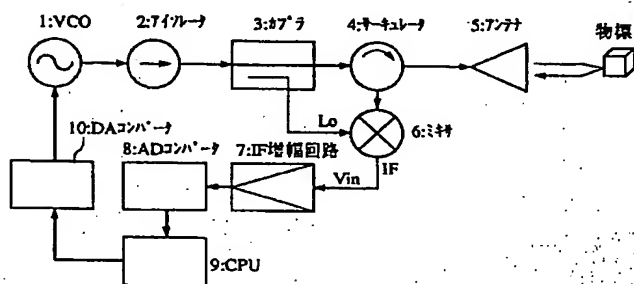 1:VCO
2:アイソレータ
3:カプラ
4:サーキュレータ
5:アンテナ
物標
Lo
6:ミキサ
10:DAコンバータ
8:ADコンバータ
7:IF増幅回路
Vin
IF
9:CPU